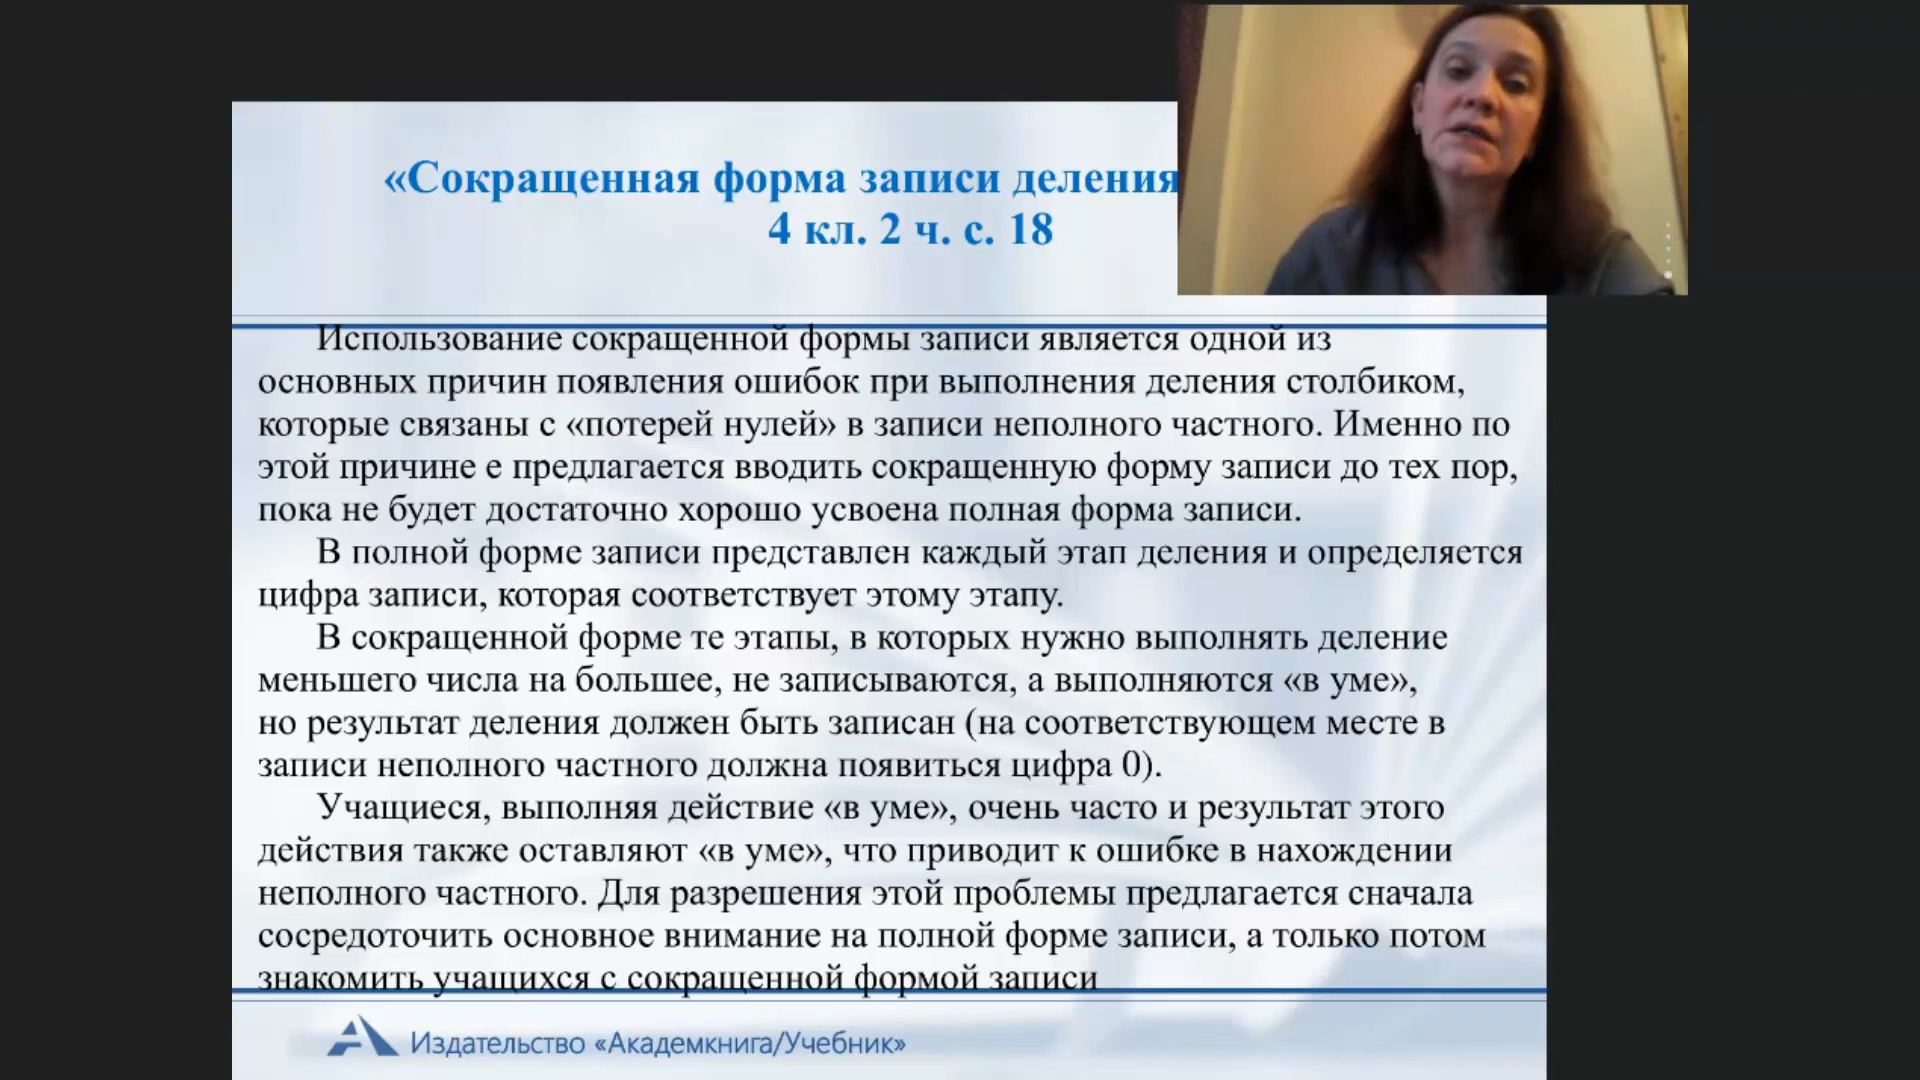 «Сокращенная форма записи деления
4 кл. 2 ч. с. 18
Использование сокращенной формы записи является одной из
основных причин появления ошибок при выполнения деления столбиком,
которые связаны с «потерей нулей» в записи неполного частного. Именно по
этой причине е предлагается вводить сокращенную форму записи до тех пор,
пока не будет достаточно хорошо усвоена полная форма записи.
В полной форме записи представлен каждый этап деления и определяется
цифра записи, которая соответствует этому этапу.
В сокращенной форме те этапы, в которых нужно выполнять деление
меньшего числа на большее, не записываются, а выполняются «в уме»,
но результат деления должен быть записан (на соответствующем месте в
записи неполного частного должна появиться цифра 0).
Учащиеся, выполняя действие «в уме», очень часто и результат этого
действия также оставляют «в уме», что приводит к ошибке в нахождении
неполного частного. Для разрешения этой проблемы предлагается сначала
сосредоточить основное внимание на полной форме записи, а только потом
знакомить учащихся с сокращенной формой записи
Издательство «Академкнига/Учебник»